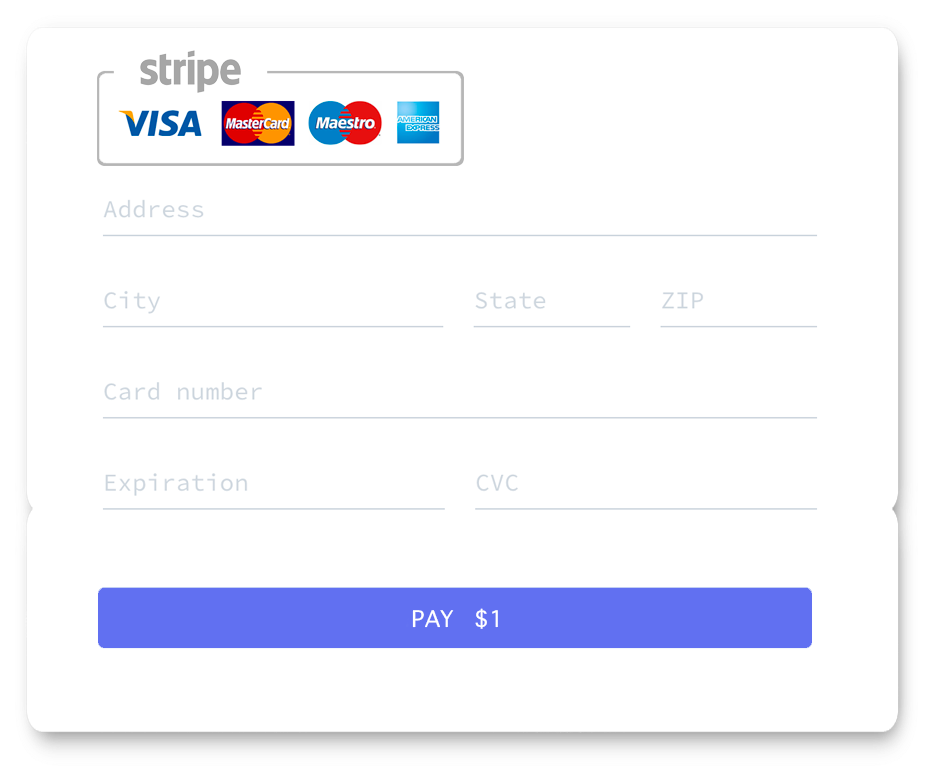 stripe
VISA MasterCard Maestro AMERICAN EXPRESS
Address
City State ZIP
Card number
Expiration CVC
PAY $1